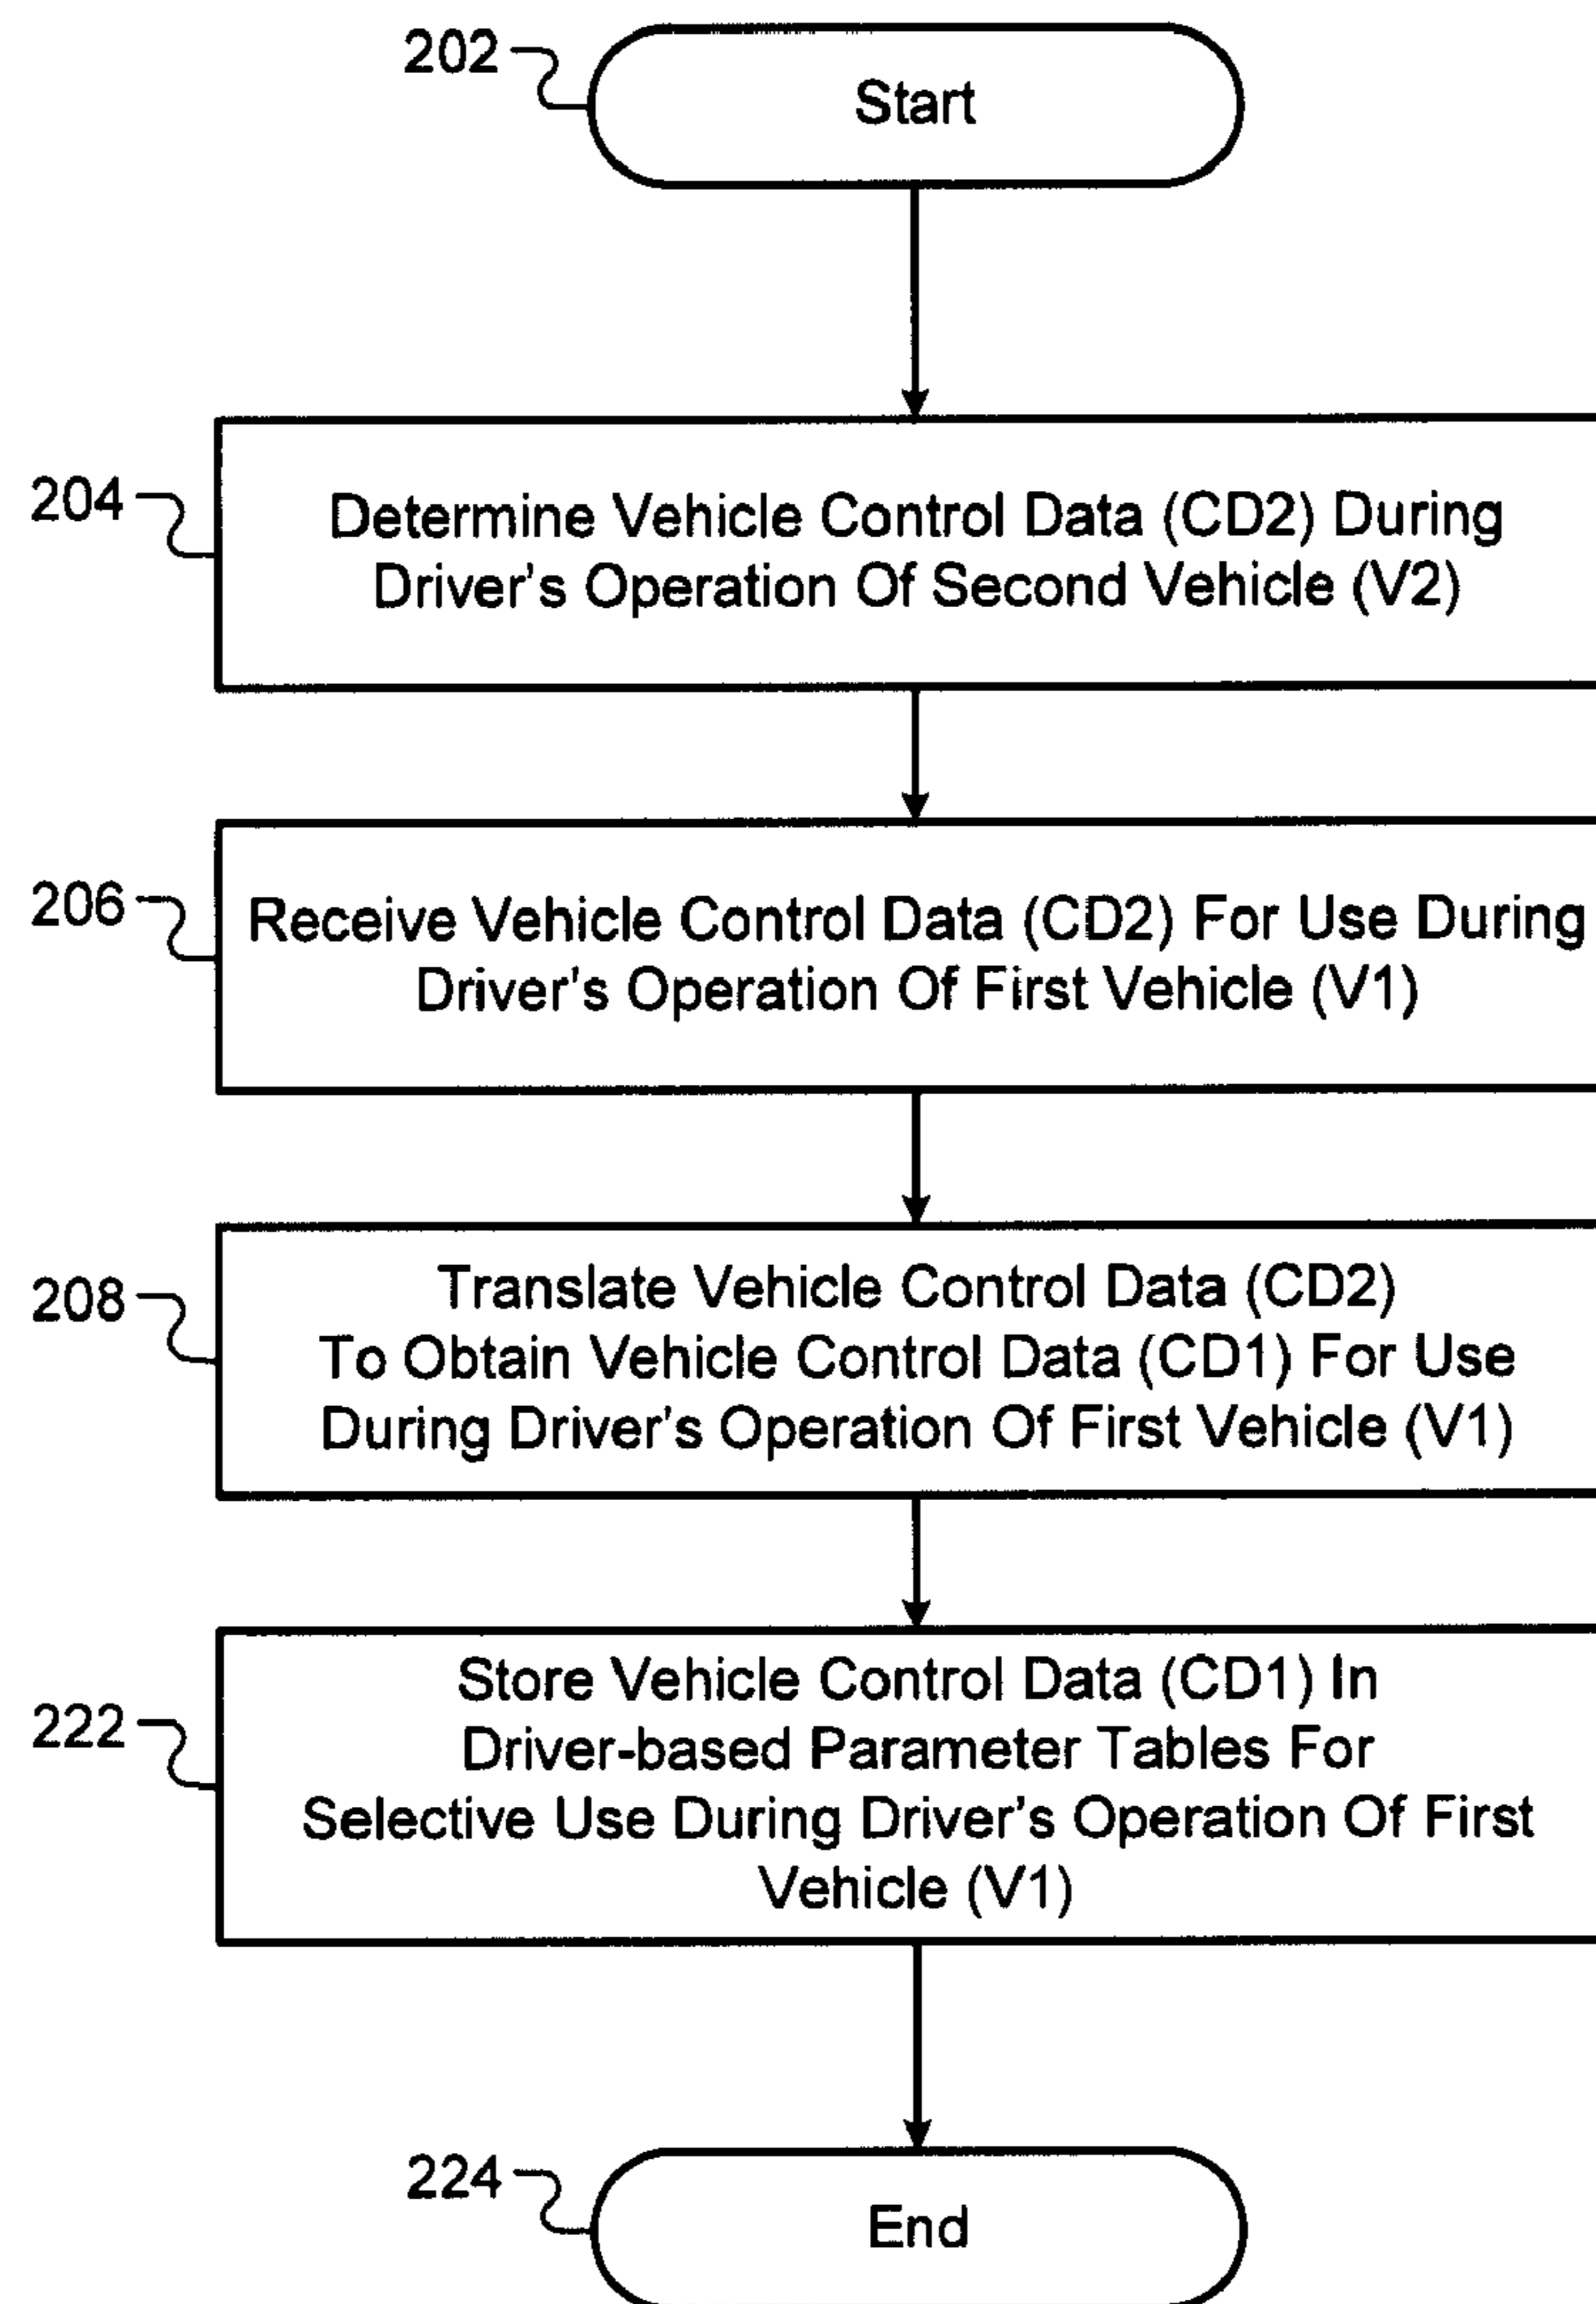 202
Start
204
Determine Vehicle Control Data (CD2) During
Driver's Operation Of Second Vehicle (V2)
206
Receive Vehicle Control Data (CD2) For Use During
Driver's Operation Of First Vehicle (V1)
208
Translate Vehicle Control Data (CD2)
To Obtain Vehicle Control Data (CD1) For Use
During Driver's Operation Of First Vehicle (V1)
222
Store Vehicle Control Data (CD1) In
Driver-based Parameter Tables For
Selective Use During Driver's Operation Of First
Vehicle (V1)
224
End